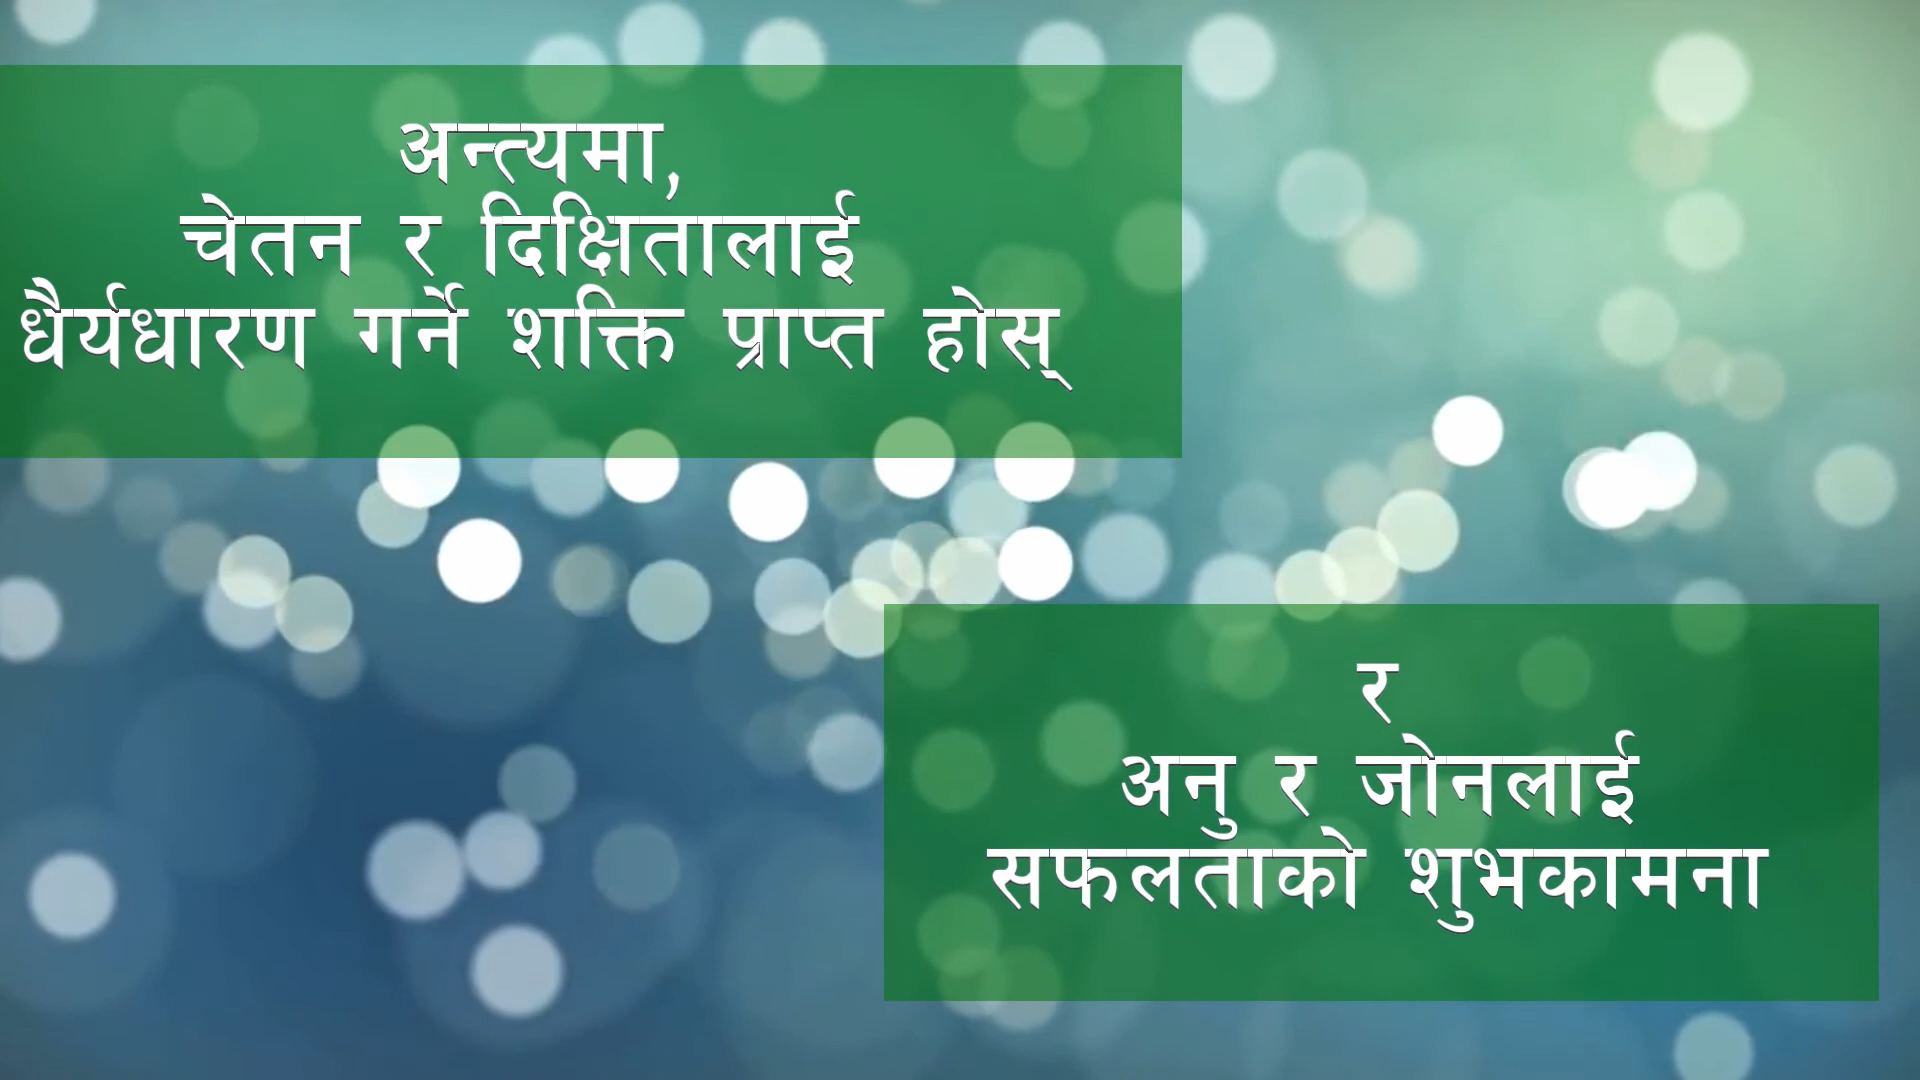 अन्त्यमा,
चेतन र दिक्षितालाई
धैर्यधारण गर्ने शक्ति प्राप्त होस्
र
अनु र जोनलाई
सफलताको शुभकामना